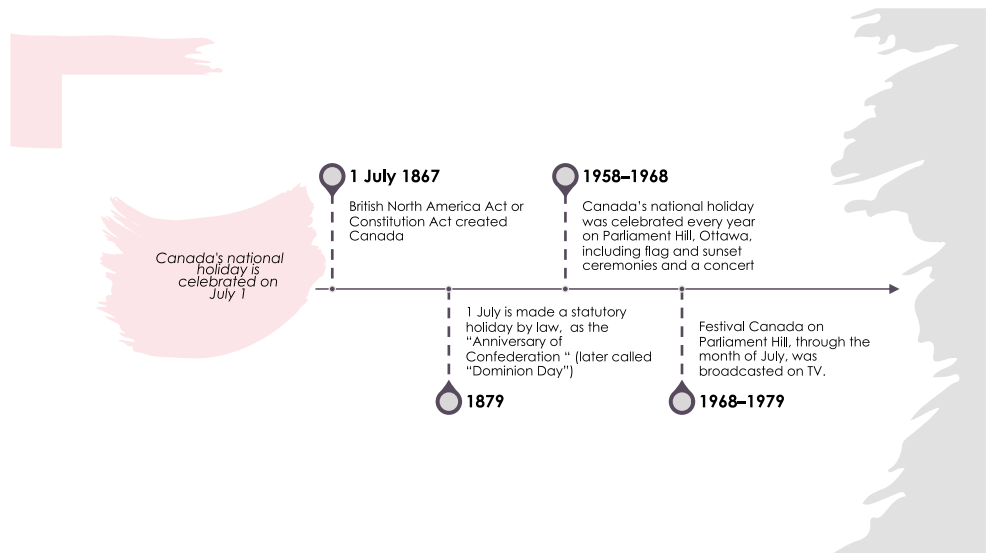 Canada's national
holiday is
celebrated on
July 1
1 July 1867
British North America Act or
Constitution Act created
Canada
1 July is made a statutory
holiday by law,  as the
“Anniversary of
Confederation “ (later called
“Dominion Day”)
1879
1958–1968
Canada’s national holiday
was celebrated every year
on Parliament Hill, Ottawa,
including flag and sunset
ceremonies and a concert
Festival Canada on
Parliament Hill, through the
month of July, was
broadcasted on TV.
1968–1979